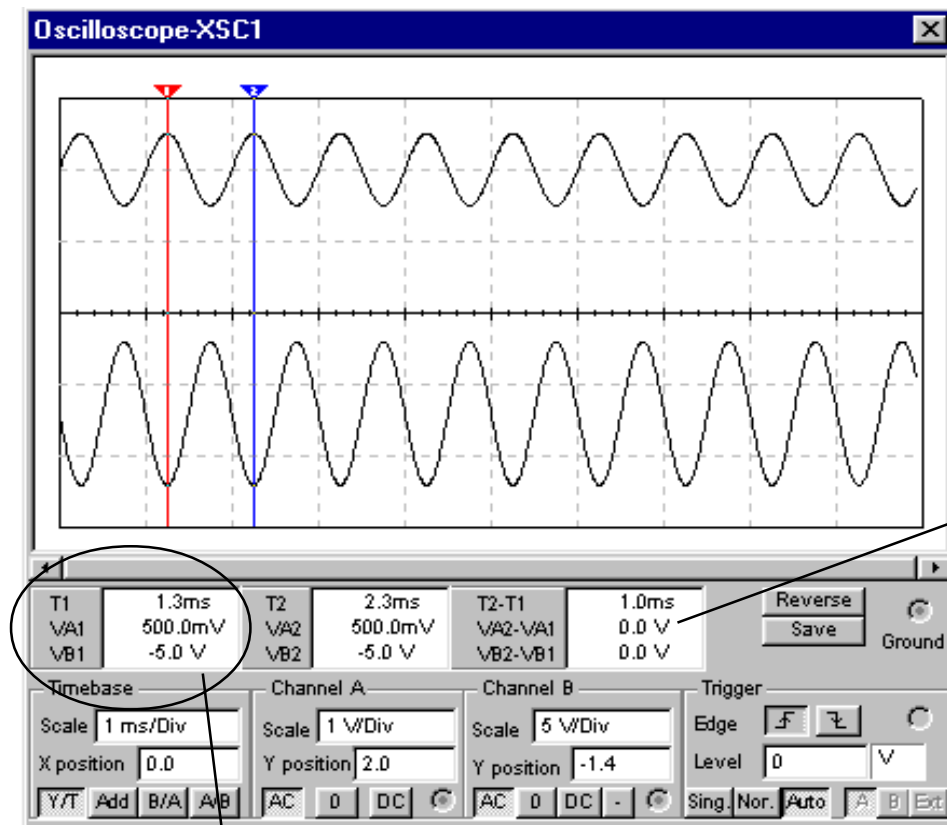 Oscilloscope-XSC1
1
2
T1 1.3ms T2 2.3ms T2-T1 1.0ms Reverse
VA1 500.0mV VA2 500.0mV VA2-VA1 0.0 V Save
VB1 -5.0 V VB2 -5.0 V VB2-VB1 0.0 V Ground
Timebase Channel A Channel B Trigger
Scale 1 ms/Div Scale 1 V/Div Scale 5 V/Div Edge
X position 0.0 Y position 2.0 Y position -1.4 Level 0 V
Y/T Add B/A A/B AC 0 DC AC 0 DC - Sing. Nor. Auto A B Ext